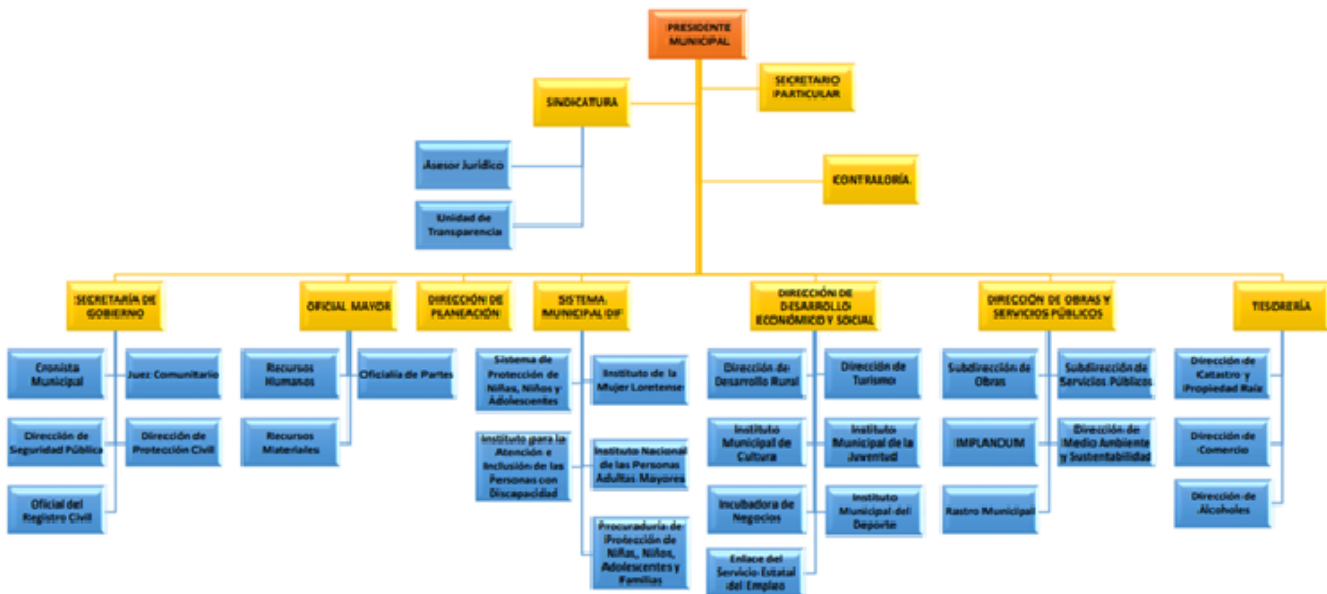 PRESIDENTE
MUNICIPAL
SECRETARIO
PARTICULAR
SINDICATURA
Asesor Jurídico
CONTRALORÍA
Unidad de
Transparencia
SECRETARÍA DE
GOBIERNO
OFICIAL MAYOR
DIRECCIÓN DE
PLANEACIÓN
SISTEMA
MUNICIPAL DIF
DIRECCIÓN DE
DESARROLLO
ECONÓMICO Y SOCIAL
DIRECCIÓN DE OBRAS Y
SERVICIOS PÚBLICOS
TESORERÍA
Cronista
Municipal
Juez Comunitario
Dirección de
Seguridad Pública
Dirección de
Protección Civil
Oficial del
Registro Civil
Recursos
Humanos
Oficialía de Partes
Recursos
Materiales
Sistema de
Protección de
Niñas, Niños y
Adolescentes
Instituto de la
Mujer Loretense
Instituto para la
Atención e
Inclusión de las
Personas con
Discapacidad
Instituto Nacional
de las Personas
Adultas Mayores
Procuraduría de
Protección de
Niñas, Niños,
Adolescentes y
Familias
Dirección de
Desarrollo Rural
Dirección de
Turismo
Instituto
Municipal de
Cultura
Instituto
Municipal de la
Juventud
Incubadora de
Negocios
Instituto
Municipal del
Deporte
Enlace del
Servicio Estatal
del Empleo
Subdirección de
Obras
Subdirección de
Servicios Públicos
IMPLANDUM
Dirección de
Medio Ambiente
y Sustentabilidad
Rastro Municipal
Dirección de
Catastro y
Propiedad Raíz
Dirección de
Comercio
Dirección de
Alcoholes